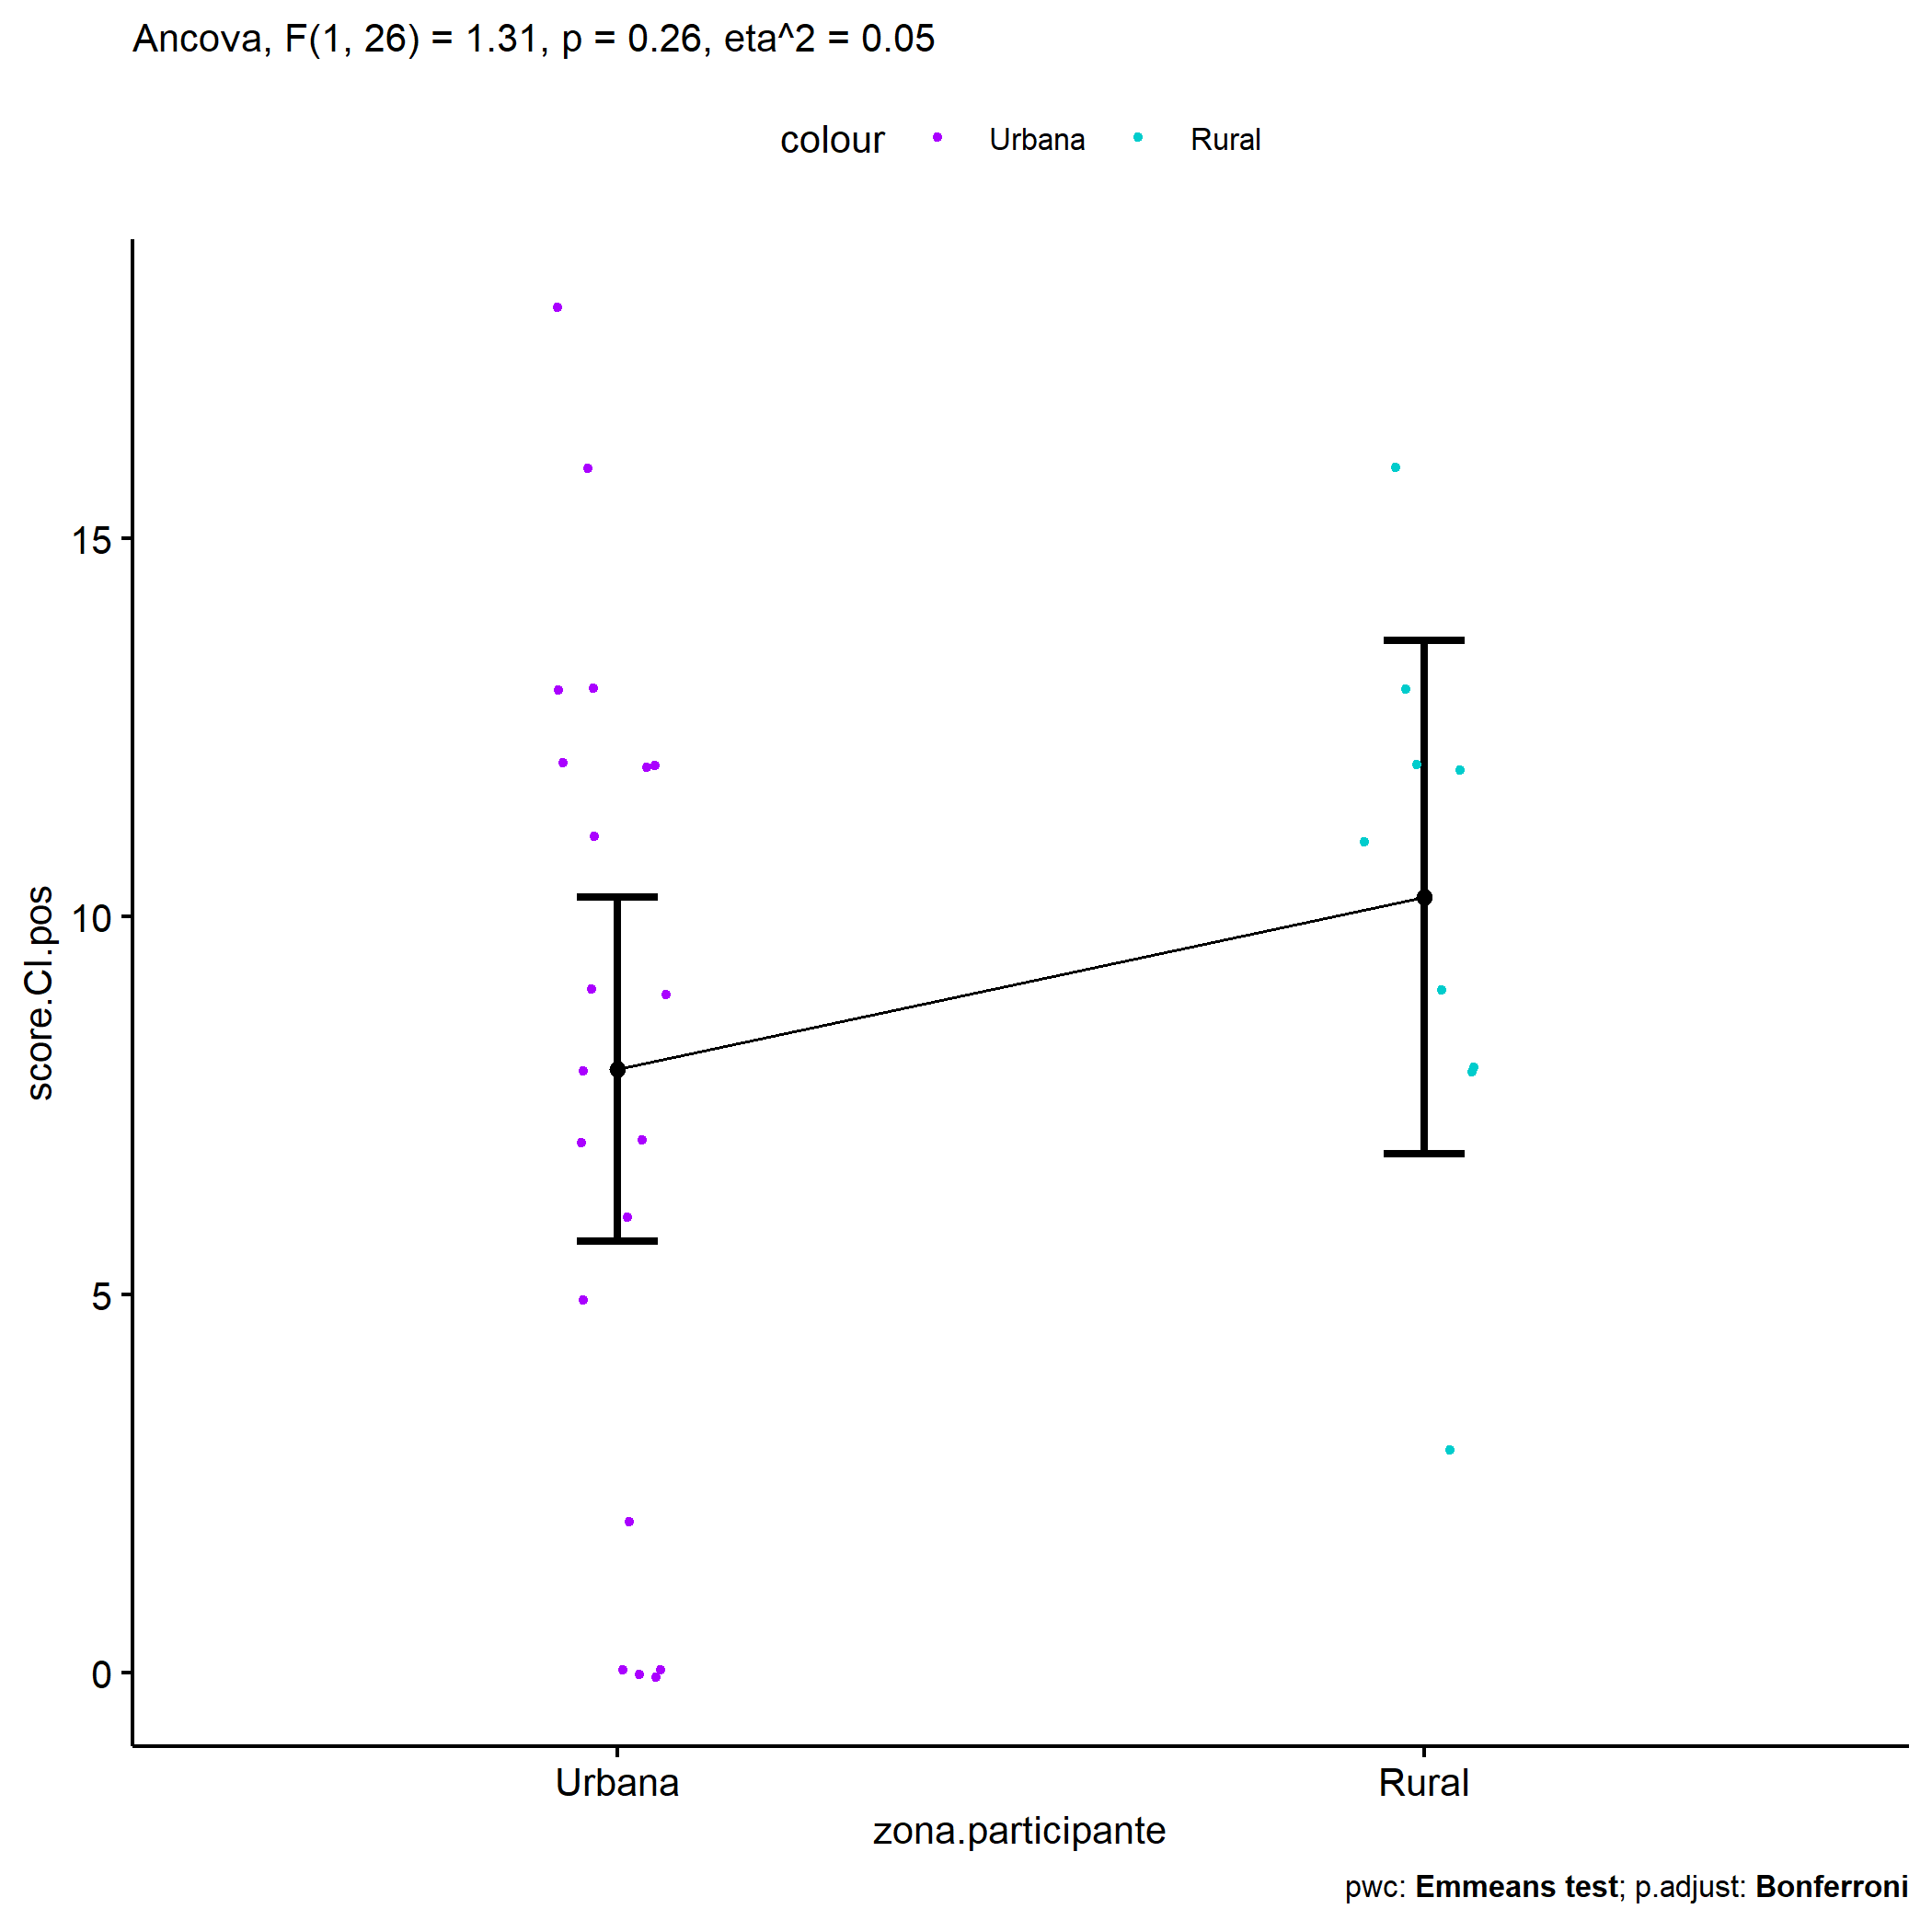 Ancova, F(1, 26) = 1.31, p = 0.26, eta^2 = 0.05
colour Urbana Rural
score.CI.pos
15
10
5
0
Urbana Rural
zona.participante
pwc: Emmeans test; p.adjust: Bonferroni